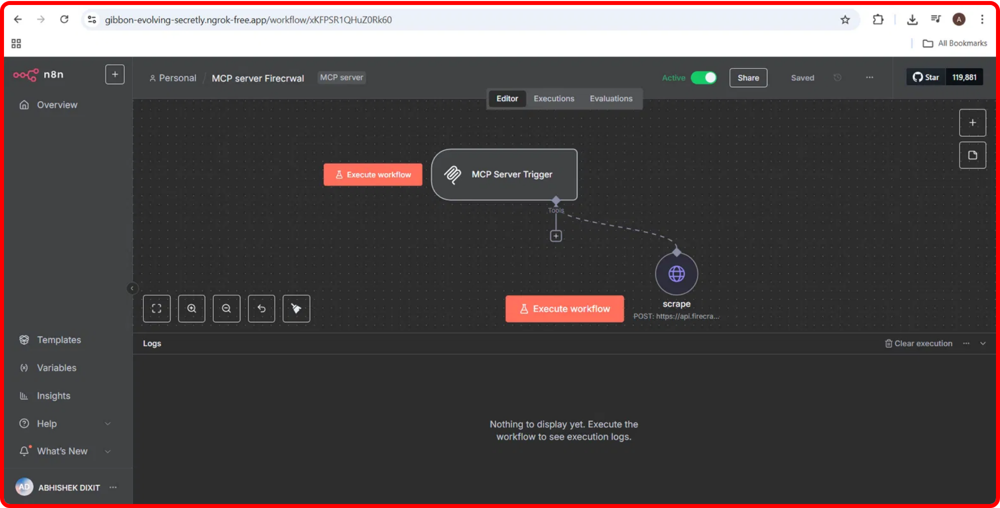 gibbon-evolving-secretly.ngrok-free.app/workflow/xKFPSR1QHuZ0Rk60
A
All Bookmarks
n8n
Personal / MCP server Firecrwal
MCP server
Active
Share
Saved
Star
119,881
Overview
Editor
Executions
Evaluations
Execute workflow
MCP Server Trigger
Tools
Execute workflow
scrape
POST: https://api.firecra...
Templates
Variables
Insights
Help
What's New
AD
ABHISHEK DIXIT
Logs
Clear execution
Nothing to display yet. Execute the
workflow to see execution logs.